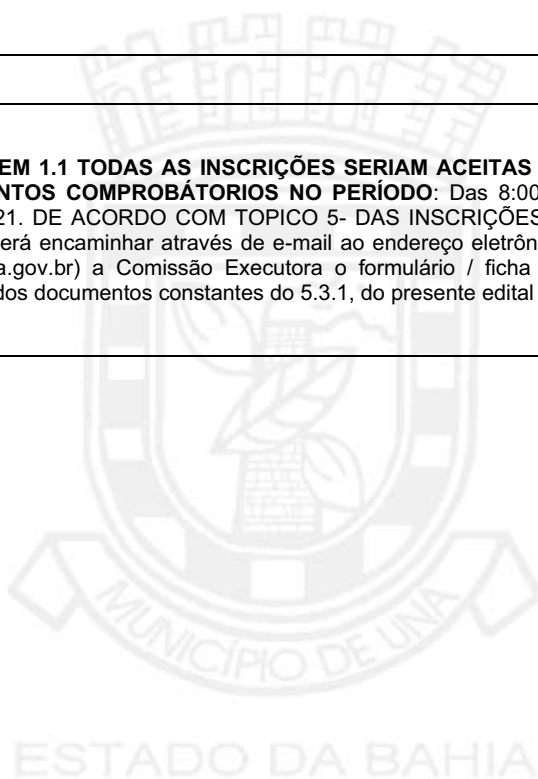 EM 1.1 TODAS AS INSCRIÇÕES SERIAM ACEITAS
NTOS COMPROBÁTORIOS NO PERÍODO: Das 8:00
21. DE ACORDO COM TOPICO 5- DAS INSCRIÇÕES
erá encaminhar através de e-mail ao endereço eletrôn
a.gov.br) a Comissão Executora o formulário / ficha
dos documentos constantes do 5.3.1, do presente edital
MUNICÍPIO DE UNA
ESTADO DA BAHIA